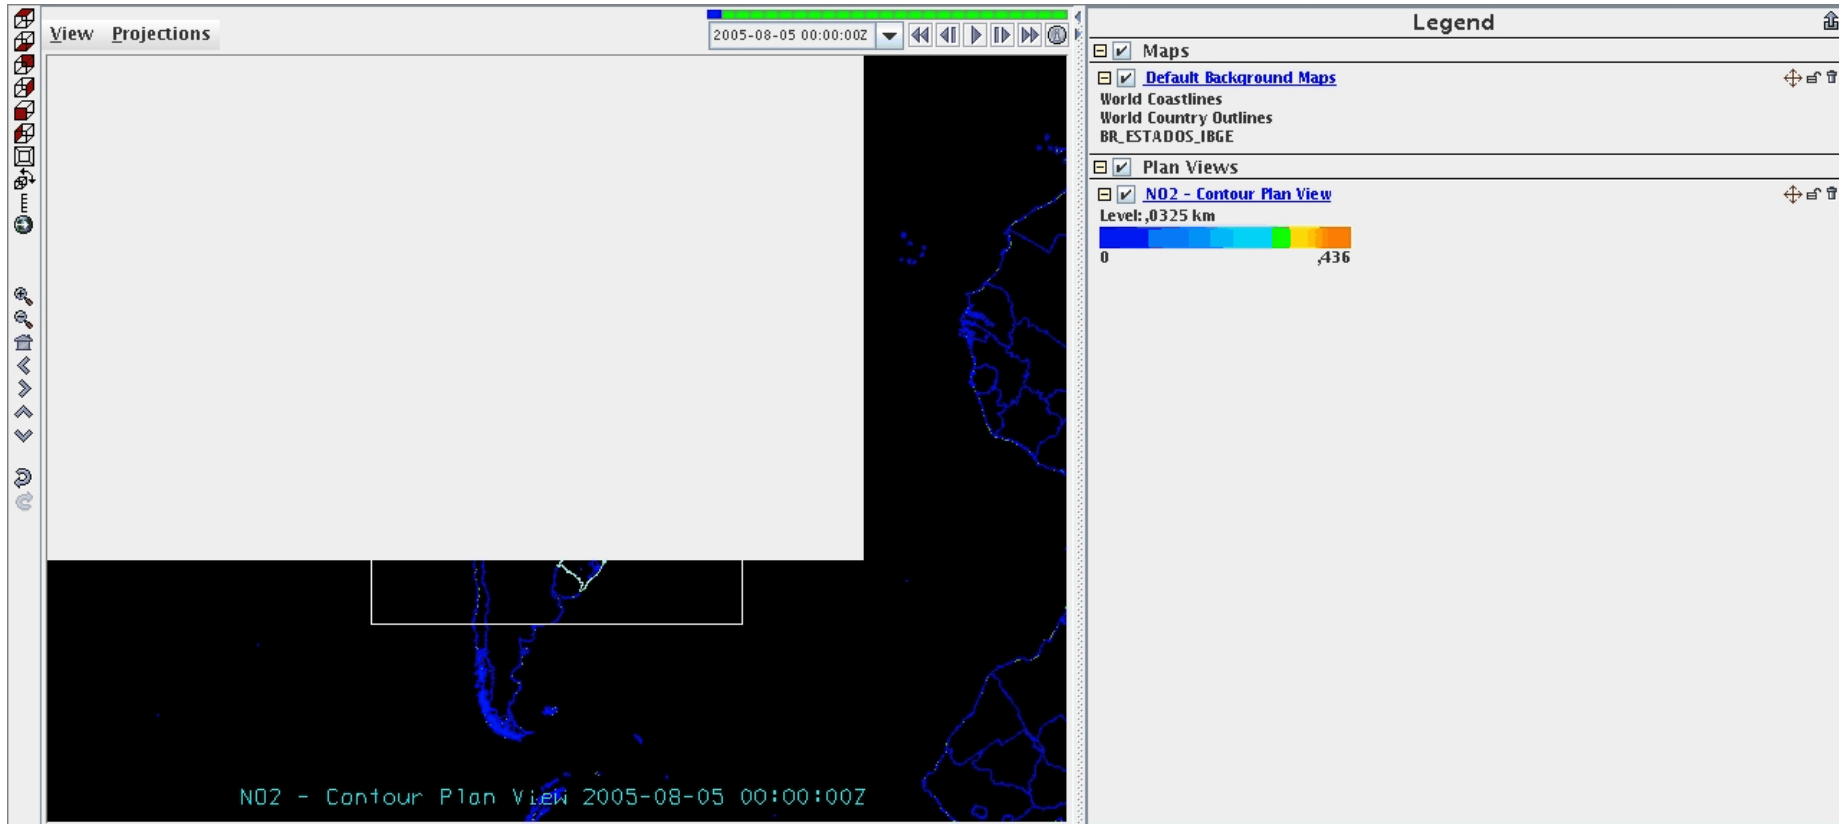 View Projections
2005-08-05 00:00:00Z
Legend
Maps
Default Background Maps
World Coastlines
World Country Outlines
BR_ESTADOS_IBGE
Plan Views
NO2 - Contour Plan View
Level: ,0325 km
0 ,436
NO2 - Contour Plan View 2005-08-05 00:00:00Z